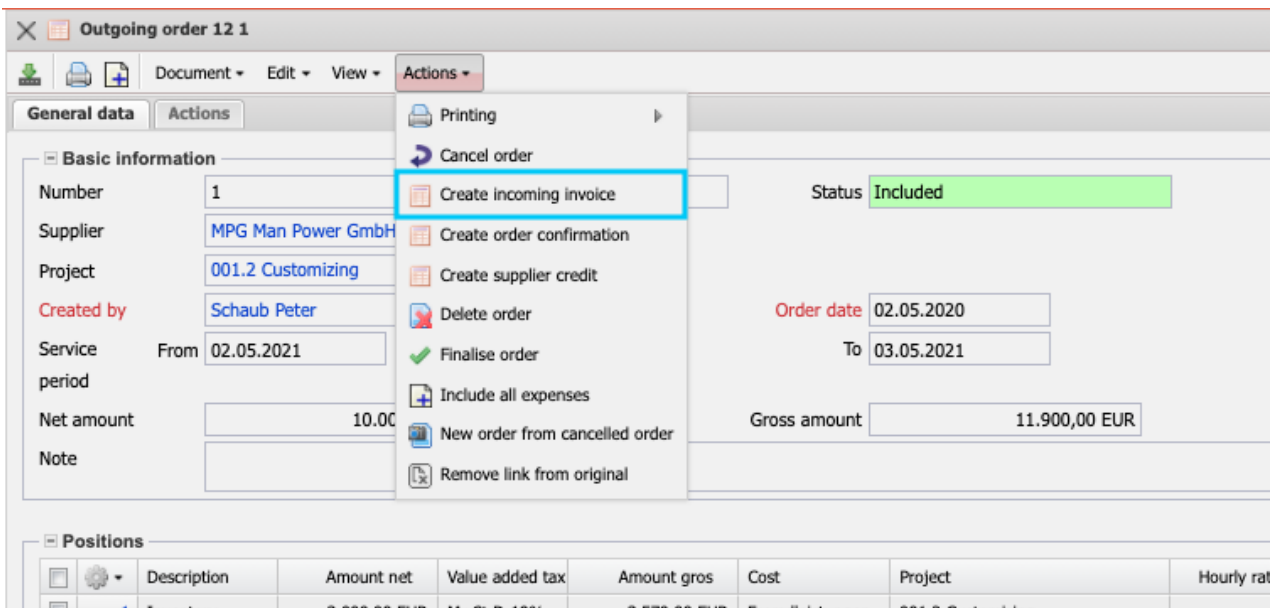 Outgoing order 12 1
Document Edit View Actions
General data Actions
Printing
Cancel order
Create incoming invoice
Create order confirmation
Create supplier credit
Delete order
Finalise order
Include all expenses
New order from cancelled order
Remove link from original
Basic information
Number 1 Status Included
Supplier MPG Man Power GmbH
Project 001.2 Customizing
Created by Schaub Peter Order date 02.05.2020
Service period From 02.05.2021 To 03.05.2021
Net amount 10.00 Gross amount 11.900,00 EUR
Note
Positions
Description Amount net Value added tax Amount gros Cost Project Hourly rat